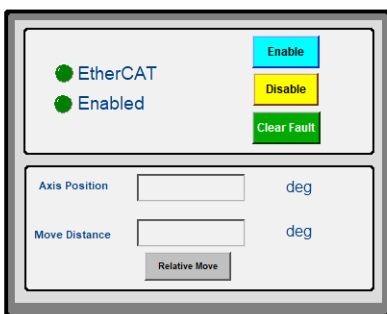 Enable
EtherCAT
Disable
Enabled
Clear Fault
Axis Position deg
Move Distance deg
Relative Move